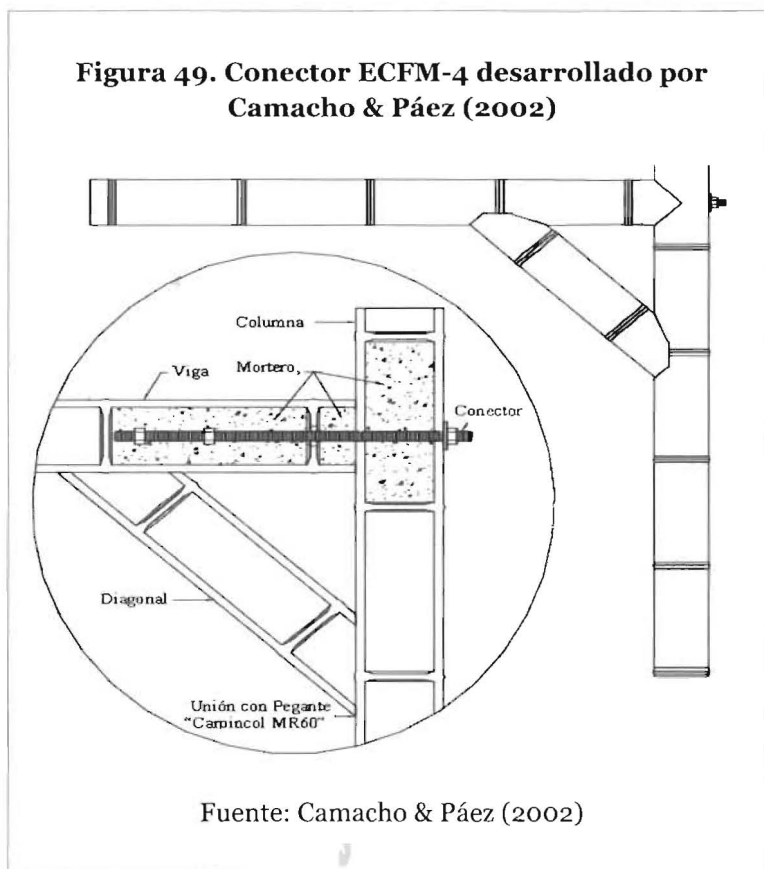 Figura 49. Conector ECFM-4 desarrollado por
Camacho & Páez (2002)
Columna
Viga
Mortero,
Conector
Diagonal
Unión con Pegante
"Carpincol MR60"
Fuente: Camacho & Páez (2002)